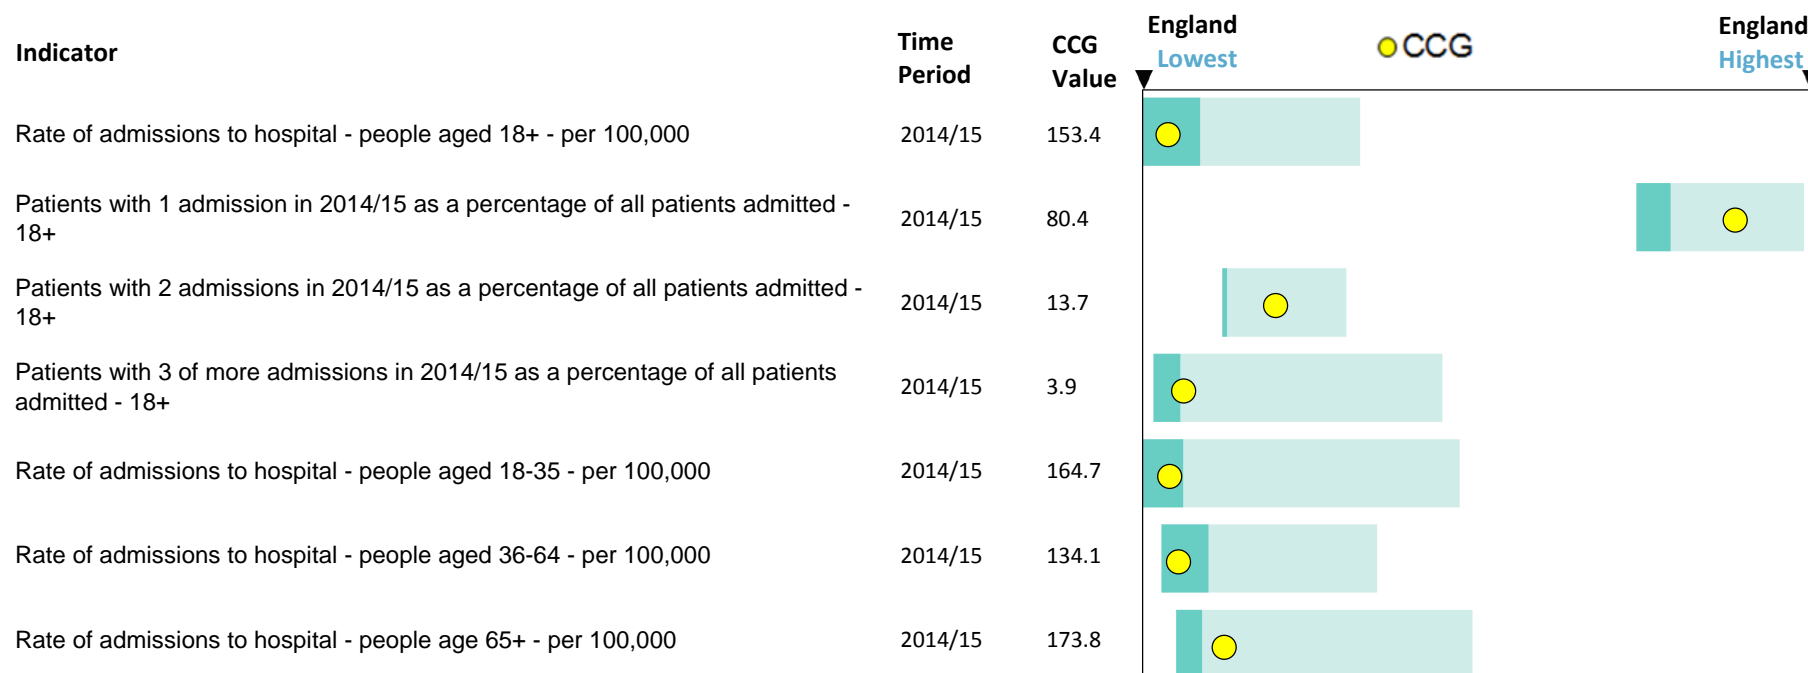 Indicator
Time Period
CCG Value
England Lowest
CCG
England Highest
Rate of admissions to hospital - people aged 18+ - per 100,000 2014/15 153.4
Patients with 1 admission in 2014/15 as a percentage of all patients admitted -
18+ 2014/15 80.4
Patients with 2 admissions in 2014/15 as a percentage of all patients admitted -
18+ 2014/15 13.7
Patients with 3 of more admissions in 2014/15 as a percentage of all patients
admitted - 18+ 2014/15 3.9
Rate of admissions to hospital - people aged 18-35 - per 100,000 2014/15 164.7
Rate of admissions to hospital - people aged 36-64 - per 100,000 2014/15 134.1
Rate of admissions to hospital - people age 65+ - per 100,000 2014/15 173.8